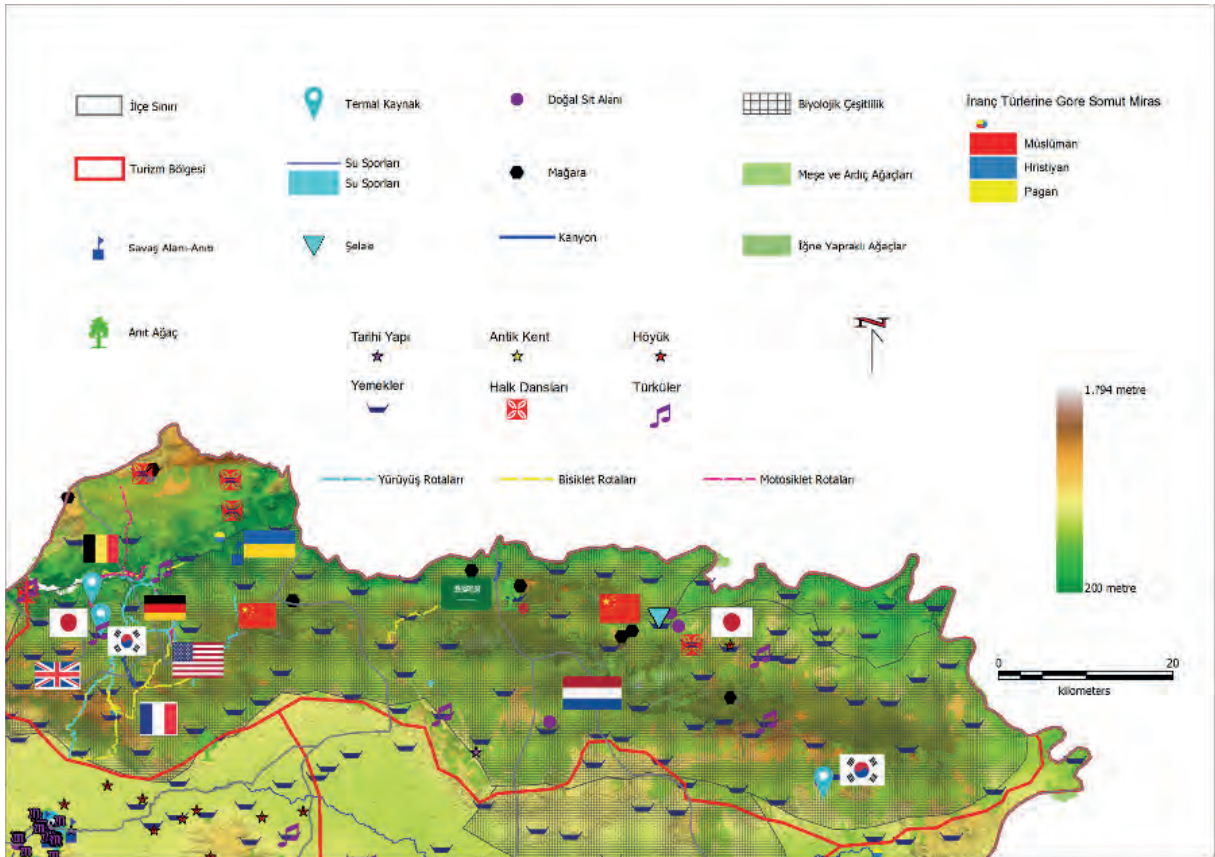 İlçe Sınırı
Termal Kaynak
Doğal Sit Alanı
Biyolojik Çeşitlilik
İnanç Türlerine Göre Somut Miras
Müslüman
Hristiyan
Pagan
Turizm Bölgesi
Su Sporları
Su Sporları
Mağara
Meşe ve Ardıç Ağaçları
Savaş Alanı-Anıtı
Şelale
Kanyon
İğne Yapraklı Ağaçlar
Anıt Ağaç
Tarihi Yapı
Antik Kent
Höyük
N
Yemekler
Halk Dansları
Türküler
1.794 metre
200 metre
Yürüyüş Rotaları
Bisiklet Rotaları
Motosiklet Rotaları
0
20
kilometers